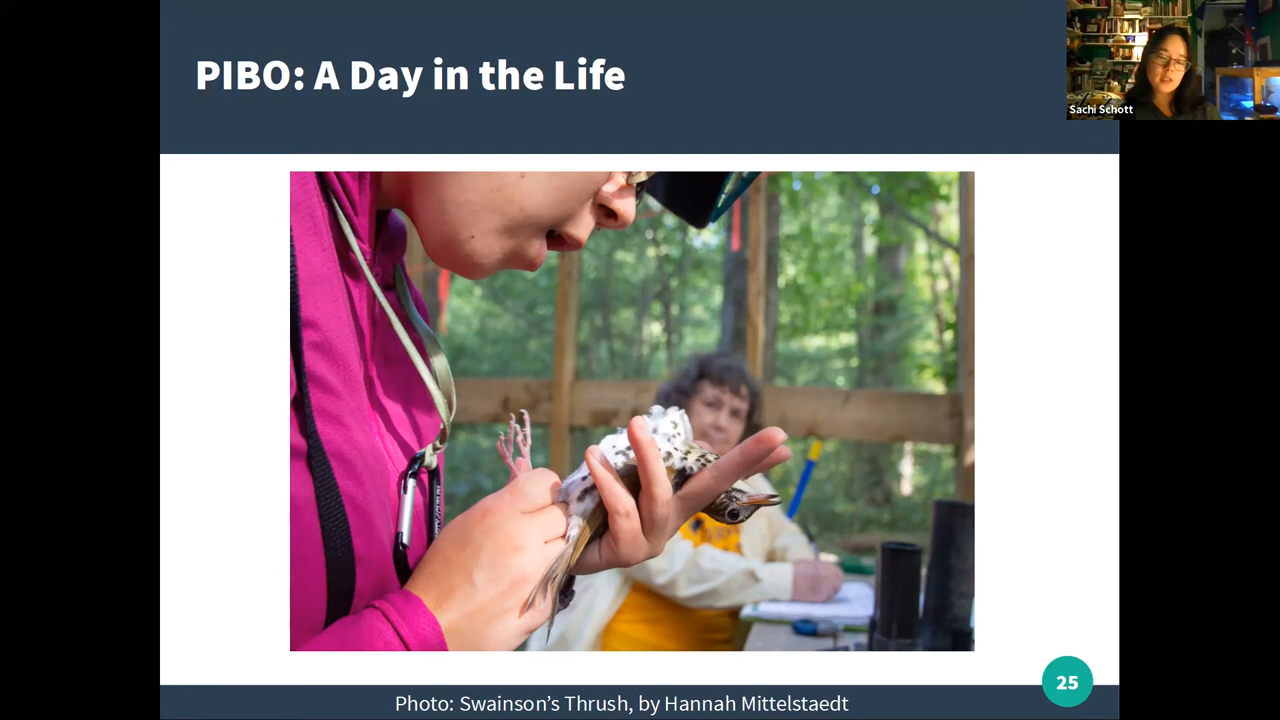 PIBO: A Day in the Life
Sachi Schott
25
Photo: Swainson's Thrush, by Hannah Mittelstaedt